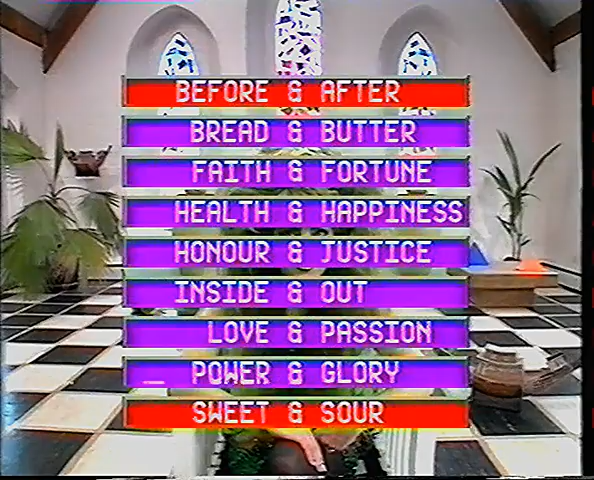 BEFORE & AFTER
BREAD & BUTTER
FAITH & FORTUNE
HEALTH & HAPPINESS
HONOUR & JUSTICE
INSIDE & OUT
LOVE & PASSION
POWER & GLORY
SWEET & SOUR